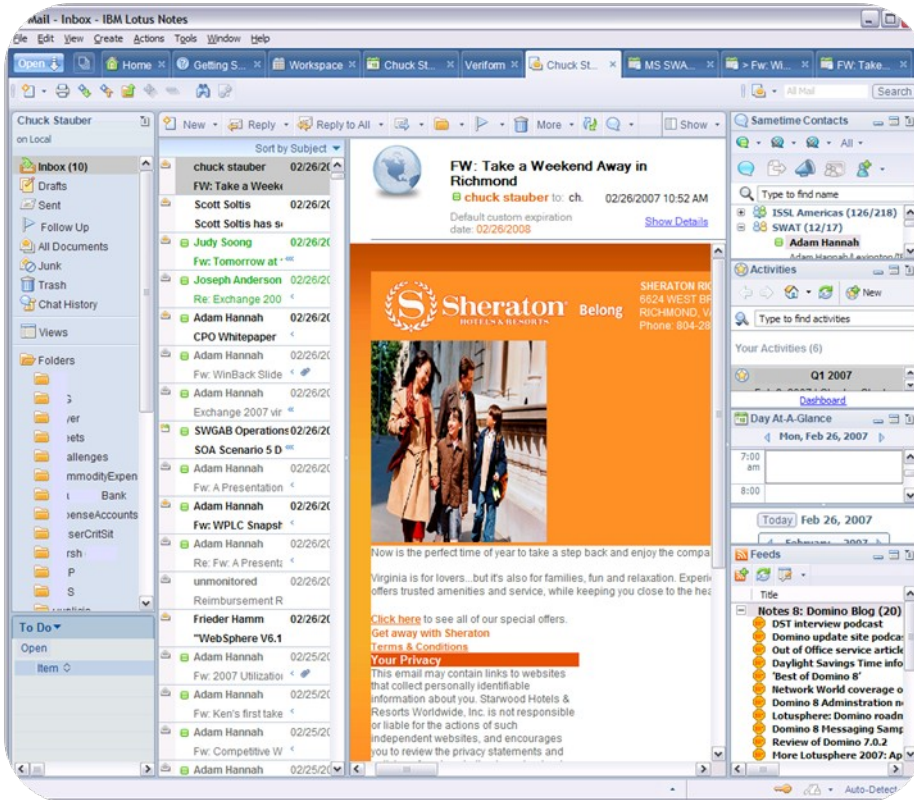 Mail - Inbox - IBM Lotus Notes
File Edit View Create Actions Tools Window Help
Open Home Getting S... Workspace Chuck St... Veriform Chuck St... MS SWA... > Fw: Wi... FW: Take...
All Mail Search
Chuck Stauber
on Local
Inbox (10)
Drafts
Sent
Follow Up
All Documents
Junk
Trash
Chat History
Views
Folders
G
yer
eets
allenges
mmodityExpen
Bank
enseAccounts
serCritSit
rsh
P
S
To Do
Open
Item
New Reply Reply to All More Show
Sort by Subject
chuck stauber 02/26/20
FW: Take a Weeke
Scott Soltis 02/26/20
Scott Soltis has s
Judy Soong 02/26/20
Fw: Tomorrow at
Joseph Anderson 02/26/20
Re: Exchange 200
Adam Hannah 02/26/20
CPO Whitepaper
Adam Hannah 02/26/20
Fw: WinBack Slide
Adam Hannah 02/26/20
Exchange 2007 vir
SWGAB Operations 02/26/20
SOA Scenario 5 D
Adam Hannah 02/26/20
Fw: A Presentation
Adam Hannah 02/26/20
Fw: WPLC Snapsh
Adam Hannah 02/26/20
Re: Fw: A Presenta
unmonitored 02/26/20
Reimbursement R
Frieder Hamm 02/26/20
"WebSphere V6.1
Adam Hannah 02/25/20
Fw: 2007 Utilization
Adam Hannah 02/25/20
Fw: Ken's first take
Adam Hannah 02/25/20
Fw: Competitive W
Adam Hannah 02/25/20
FW: Take a Weekend Away in
Richmond
chuck stauber to: ch. 02/26/2007 10:52 AM
Default custom expiration
date: 02/26/2008
Show Details
S
Sheraton
HOTELS & RESORTS
Belong
SHERATON RIC
6624 WEST BR
RICHMOND, VA
Phone: 804-28
Now is the perfect time of year to take a step back and enjoy the compa
Virginia is for lovers...but it's also for families, fun and relaxation. Experi
offers trusted amenities and service, while keeping you close to the hea
Click here to see all of our special offers.
Get away with Sheraton
Terms & Conditions
Your Privacy
This email may contain links to websites
that collect personally identifiable
information about you. Starwood Hotels &
Resorts Worldwide, Inc. is not responsible
or liable for the actions of such
independent websites, and encourages
you to review the privacy statements and
Sametime Contacts
All
Type to find name
ISSL Americas (126/218)
SWAT (12/17)
Adam Hannah
Activities
New
Type to find activities
Your Activities (6)
Q1 2007
Dashboard
Day At-A-Glance
Mon, Feb 26, 2007
7:00
am
8:00
Today Feb 26, 2007
February 2007
Feeds
Title
Notes 8: Domino Blog (20)
DST interview podcast
Domino update site podcas
Out of Office service article
Daylight Savings Time info
'Best of Domino 8'
Network World coverage o
Domino 8 Adminstration n
Lotusphere: Domino roadn
Domino 8 Messaging Samp
Review of Domino 7.0.2
More Lotusphere 2007: Ap
Auto-Detect